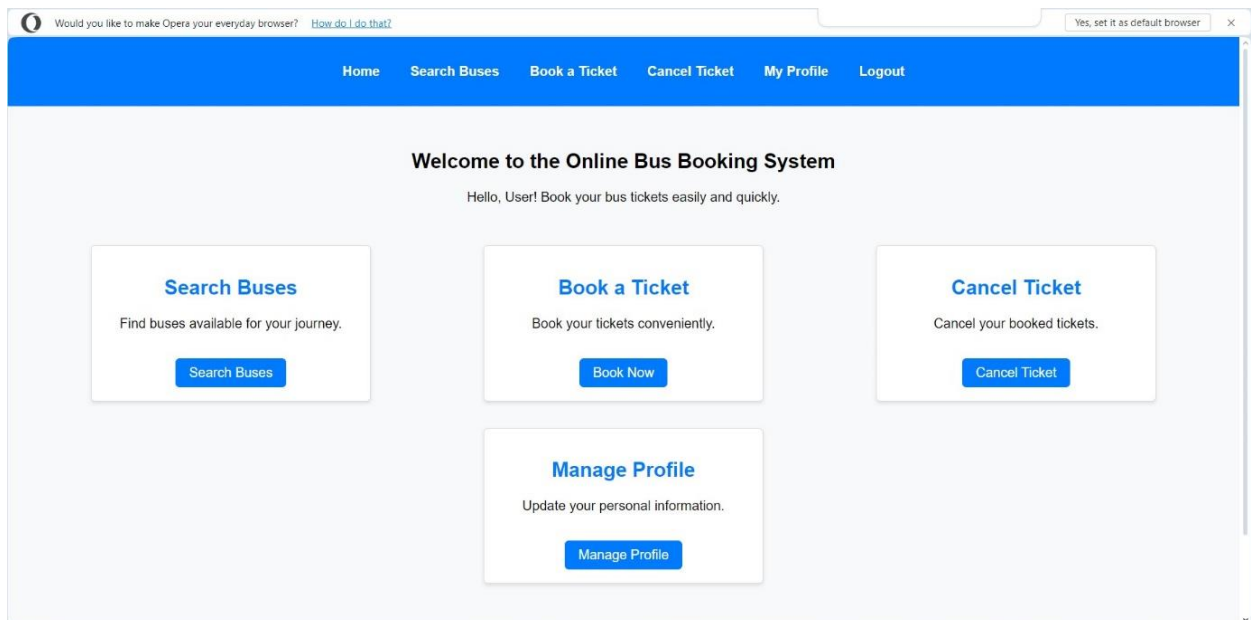 Would you like to make Opera your everyday browser? How do I do that? Yes, set it as default browser
Home Search Buses Book a Ticket Cancel Ticket My Profile Logout
Welcome to the Online Bus Booking System
Hello, User! Book your bus tickets easily and quickly.
Search Buses
Find buses available for your journey.
Search Buses
Book a Ticket
Book your tickets conveniently.
Book Now
Cancel Ticket
Cancel your booked tickets.
Cancel Ticket
Manage Profile
Update your personal information.
Manage Profile